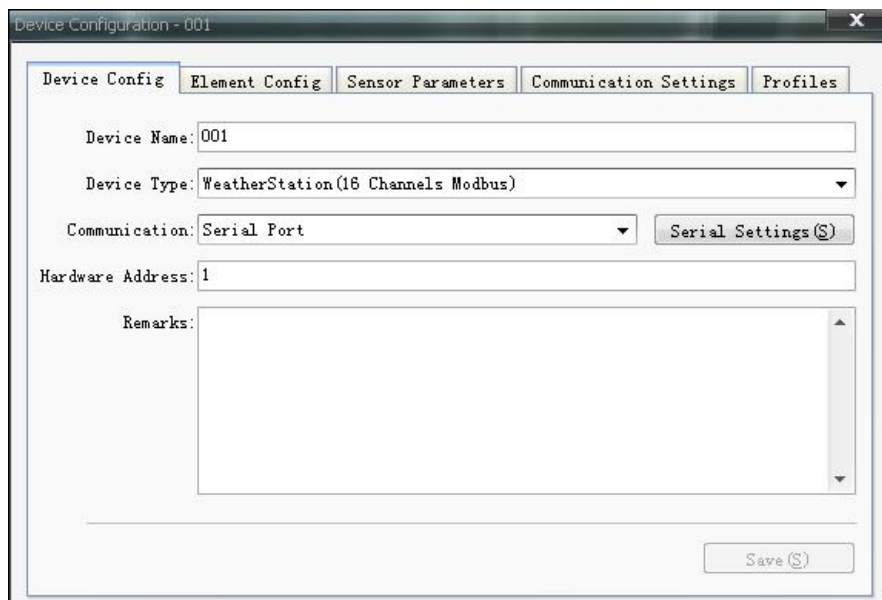 Device Configuration - 001
X
Device Config Element Config Sensor Parameters Communication Settings Profiles
Device Name: 001
Device Type: WeatherStation(16 Channels Modbus)
Communication: Serial Port Serial Settings(S)
Hardware Address: 1
Remarks:
Save(S)